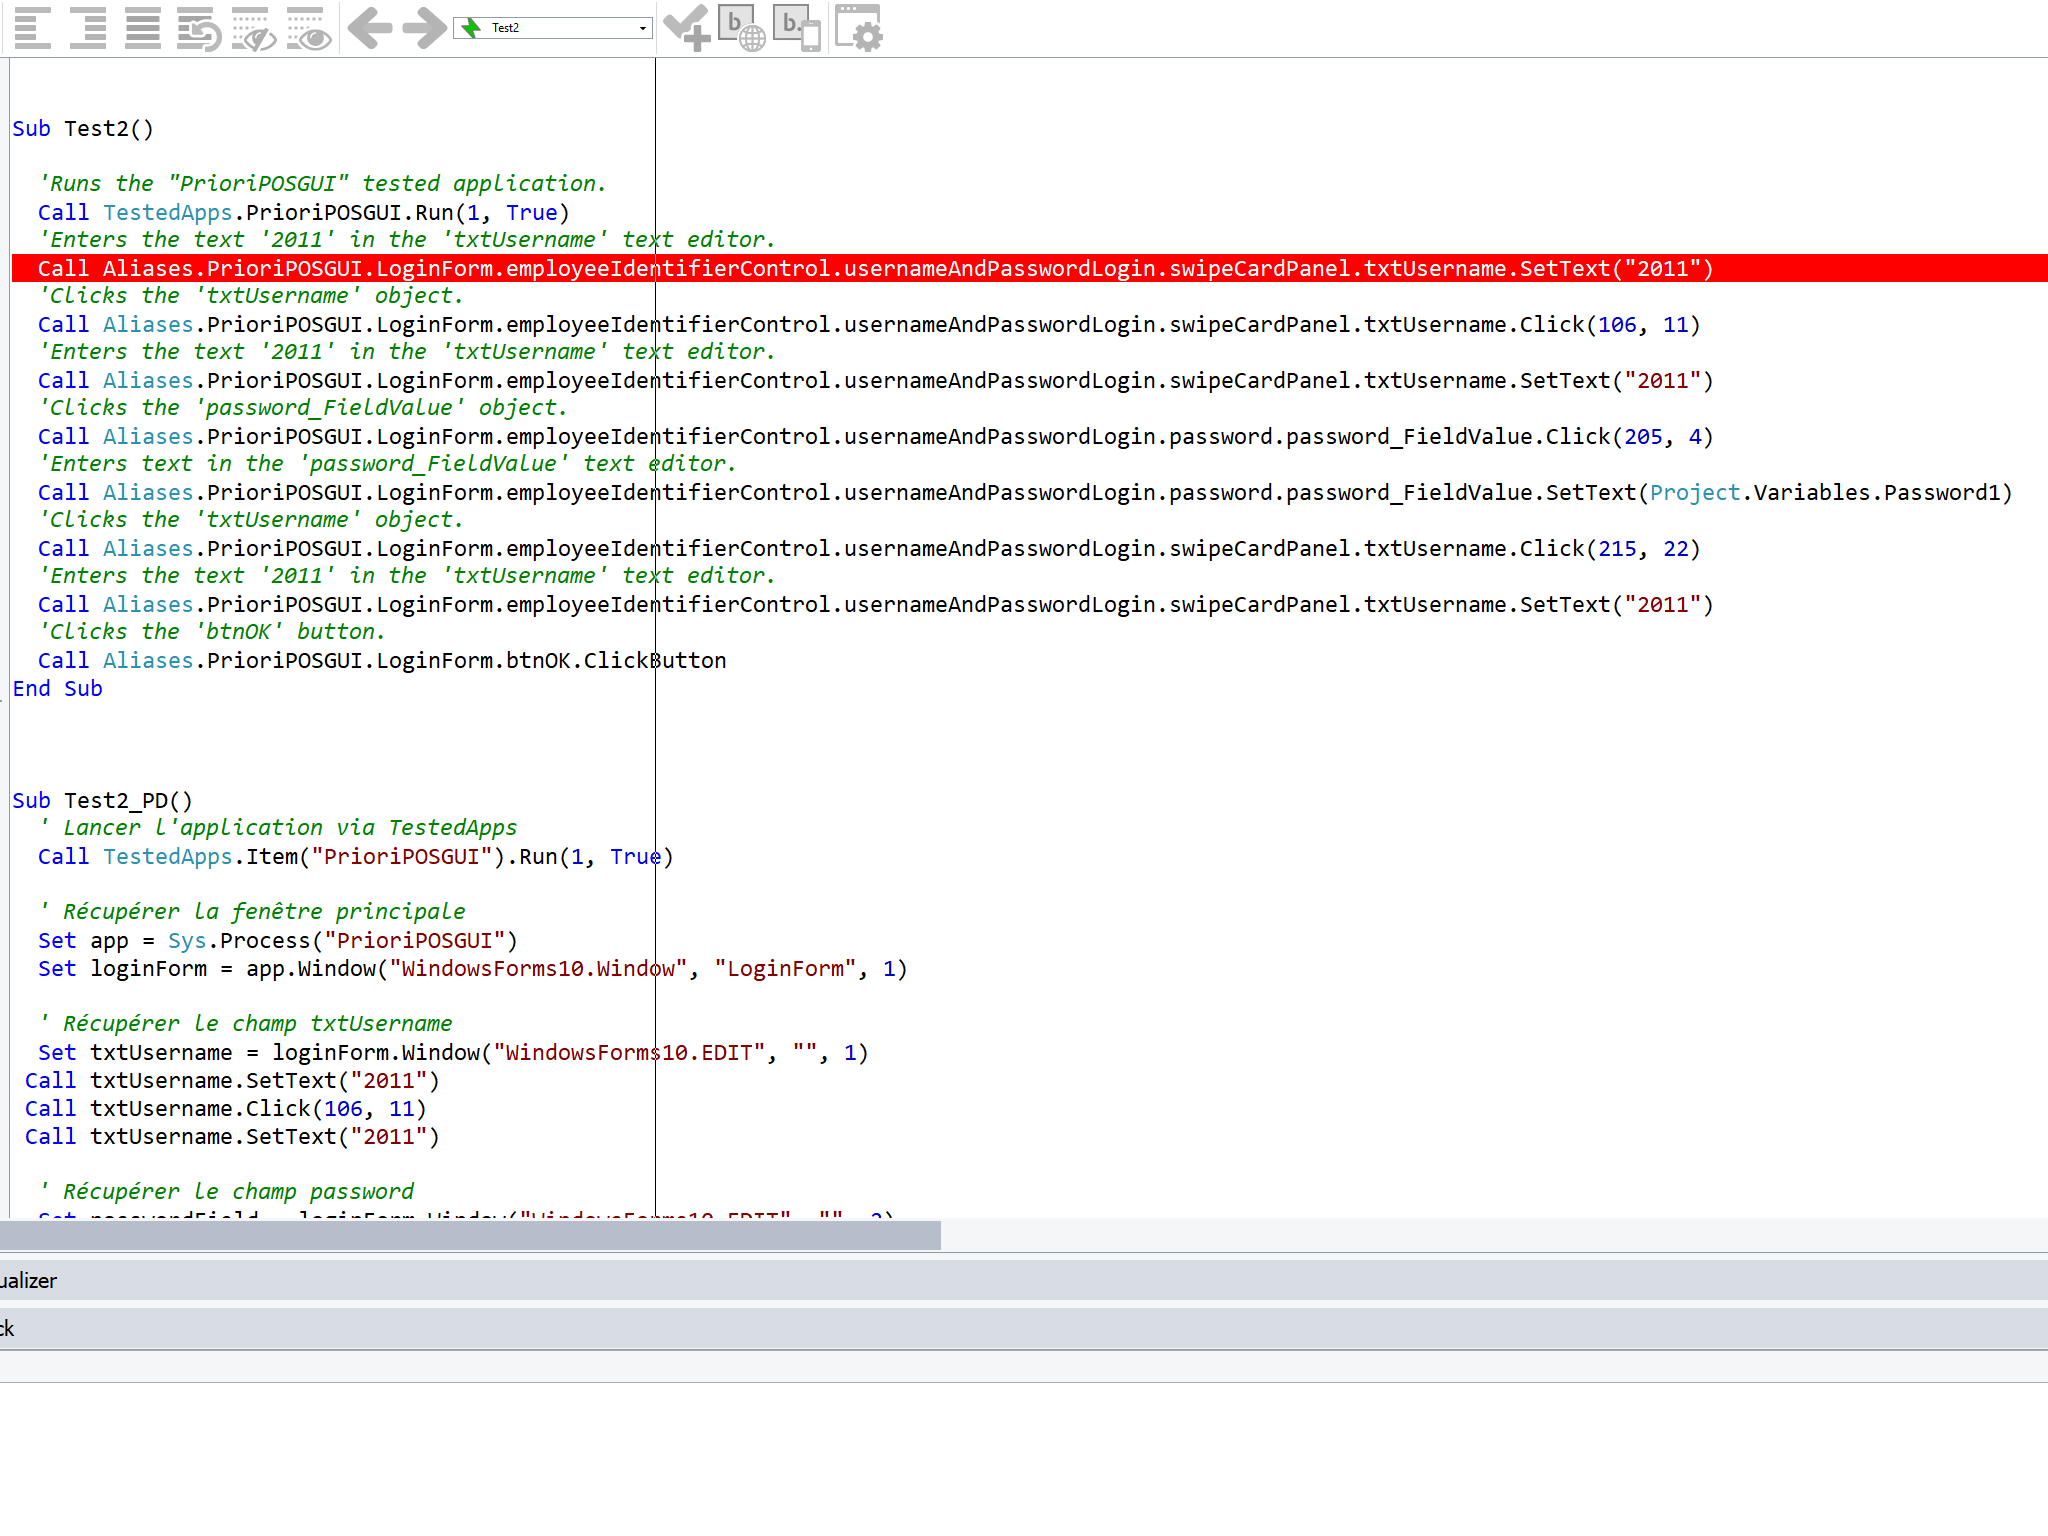 Test2
Sub Test2()
'Runs the "PrioriPOSGUI" tested application.
Call TestedApps.PrioriPOSGUI.Run(1, True)
'Enters the text '2011' in the 'txtUsername' text editor.
Call Aliases.PrioriPOSGUI.LoginForm.employeeIdentifierControl.usernameAndPasswordLogin.swipeCardPanel.txtUsername.SetText("2011")
'Clicks the 'txtUsername' object.
Call Aliases.PrioriPOSGUI.LoginForm.employeeIdentifierControl.usernameAndPasswordLogin.swipeCardPanel.txtUsername.Click(106, 11)
'Enters the text '2011' in the 'txtUsername' text editor.
Call Aliases.PrioriPOSGUI.LoginForm.employeeIdentifierControl.usernameAndPasswordLogin.swipeCardPanel.txtUsername.SetText("2011")
'Clicks the 'password_FieldValue' object.
Call Aliases.PrioriPOSGUI.LoginForm.employeeIdentifierControl.usernameAndPasswordLogin.password.password_FieldValue.Click(205, 4)
'Enters text in the 'password_FieldValue' text editor.
Call Aliases.PrioriPOSGUI.LoginForm.employeeIdentifierControl.usernameAndPasswordLogin.password.password_FieldValue.SetText(Project.Variables.Password1)
'Clicks the 'txtUsername' object.
Call Aliases.PrioriPOSGUI.LoginForm.employeeIdentifierControl.usernameAndPasswordLogin.swipeCardPanel.txtUsername.Click(215, 22)
'Enters the text '2011' in the 'txtUsername' text editor.
Call Aliases.PrioriPOSGUI.LoginForm.employeeIdentifierControl.usernameAndPasswordLogin.swipeCardPanel.txtUsername.SetText("2011")
'Clicks the 'btnOK' button.
Call Aliases.PrioriPOSGUI.LoginForm.btnOK.ClickButton
End Sub
Sub Test2_PD()
' Lancer l'application via TestedApps
Call TestedApps.Item("PrioriPOSGUI").Run(1, True)
' Récupérer la fenêtre principale
Set app = Sys.Process("PrioriPOSGUI")
Set loginForm = app.Window("WindowsForms10.Window", "LoginForm", 1)
' Récupérer le champ txtUsername
Set txtUsername = loginForm.Window("WindowsForms10.EDIT", "", 1)
Call txtUsername.SetText("2011")
Call txtUsername.Click(106, 11)
Call txtUsername.SetText("2011")
' Récupérer le champ password
Set passwordField = loginForm.Window("WindowsForms10.EDIT", "", 2)
ualizer
ck